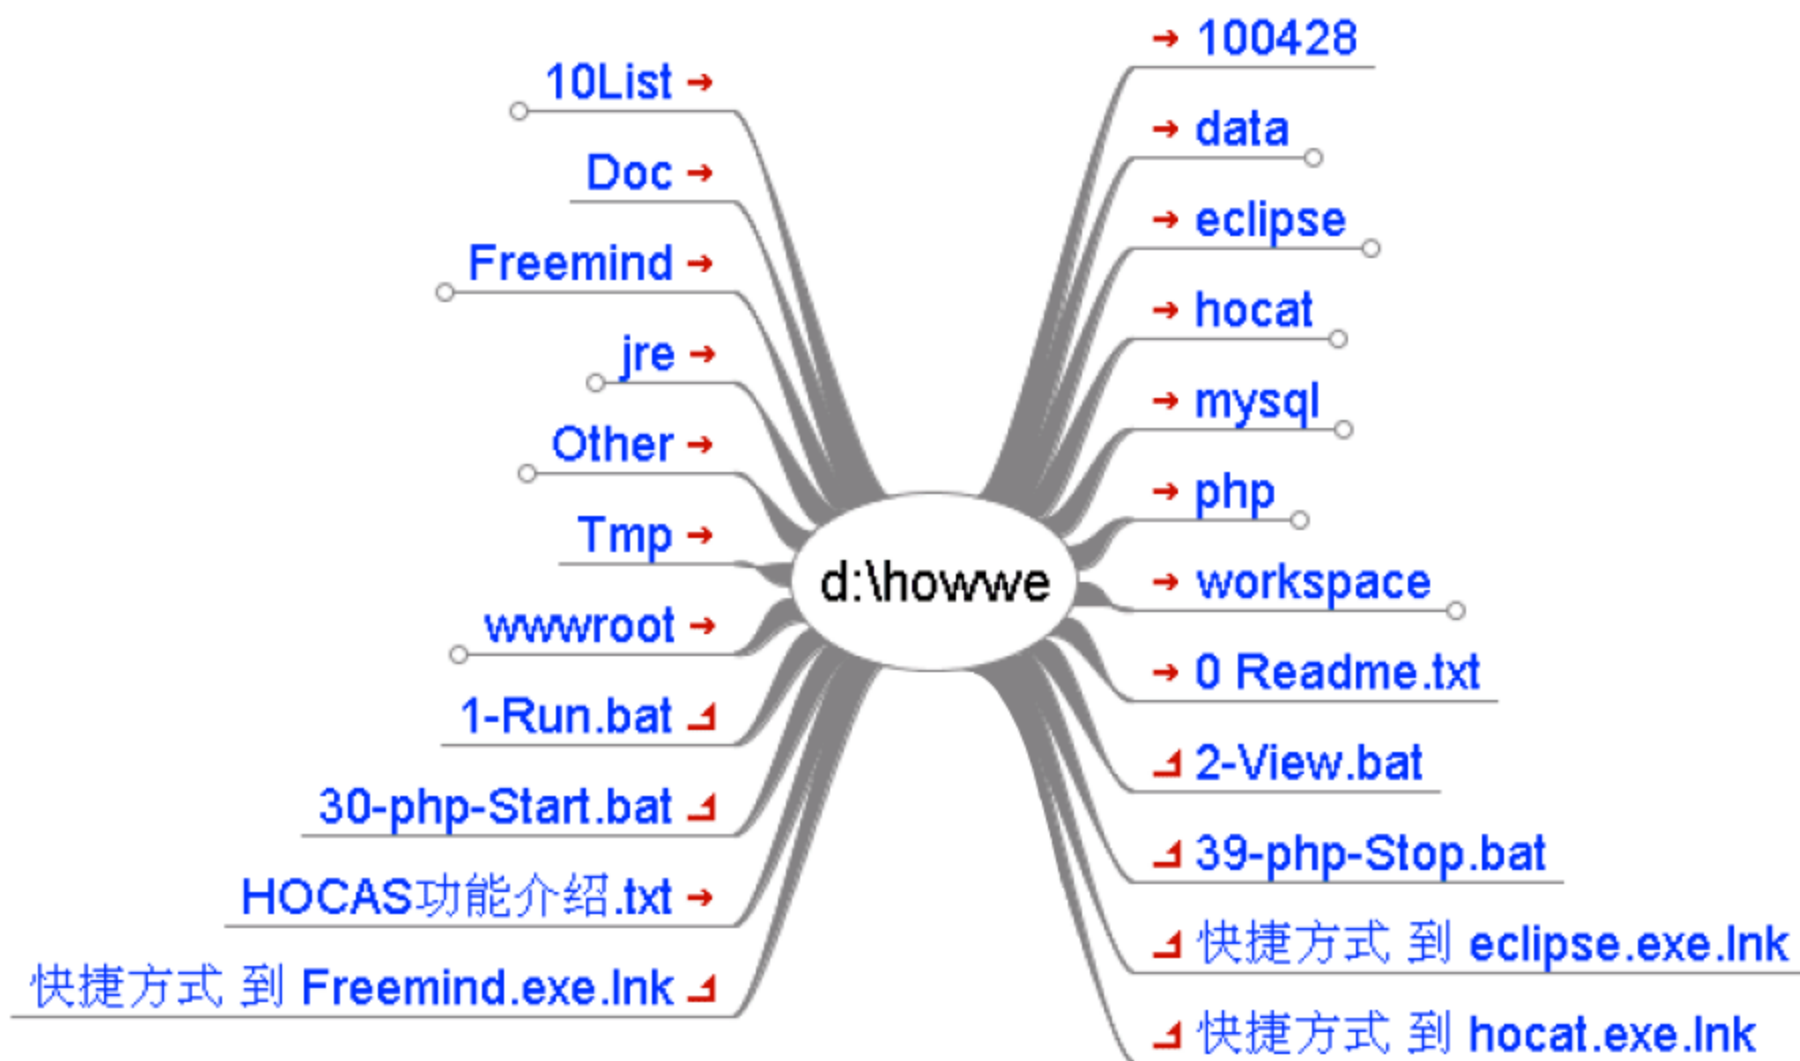 10List
Doc
Freemind
jre
Other
Tmp
wwwroot
1-Run.bat
30-php-Start.bat
HOCAS功能介绍.txt
快捷方式 到 Freemind.exe.lnk
d:\howwe
100428
data
eclipse
hocat
mysql
php
workspace
0 Readme.txt
2-View.bat
39-php-Stop.bat
快捷方式 到 eclipse.exe.lnk
快捷方式 到 hocat.exe.lnk